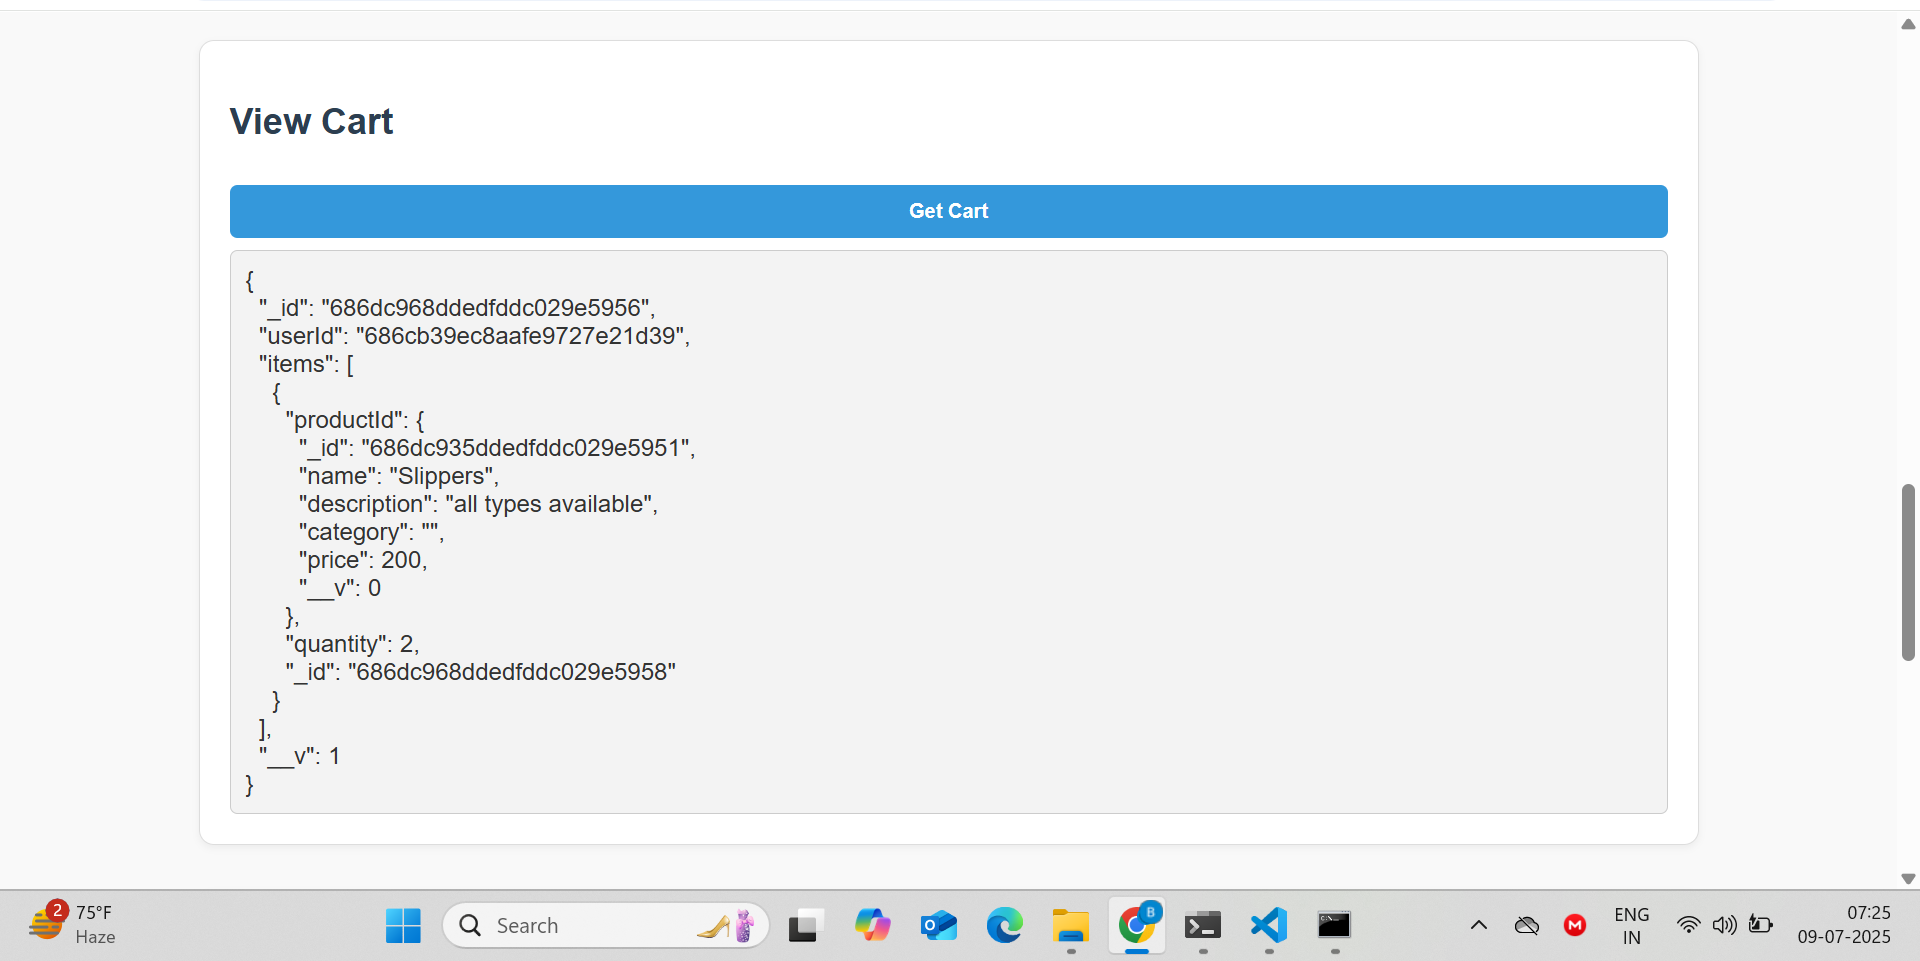 View Cart
Get Cart
{
"_id": "686dc968ddedfddc029e5956",
"userId": "686cb39ec8aafe9727e21d39",
"items": [
{
"productId": {
"_id": "686dc935ddedfddc029e5951",
"name": "Slippers",
"description": "all types available",
"category": "",
"price": 200,
"__v": 0
},
"quantity": 2,
"_id": "686dc968ddedfddc029e5958"
}
],
"__v": 1
}
2
75°F
Haze
Search
B
M
ENG
IN
07:25
09-07-2025